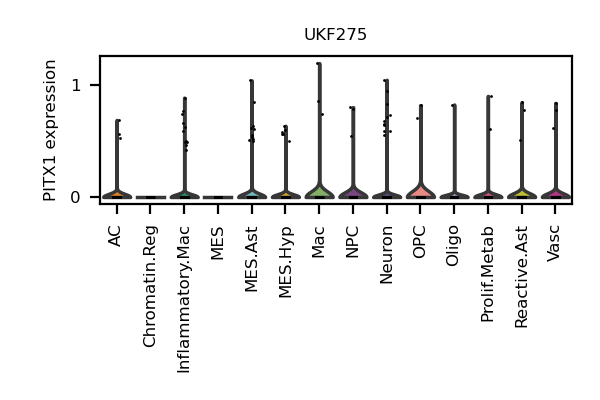 UKF275
PITX1 expression
1
0
AC
Chromatin.Reg
Inflammatory.Mac
MES
MES.Ast
MES.Hyp
Mac
NPC
Neuron
OPC
Oligo
Prolif.Metab
Reactive.Ast
Vasc